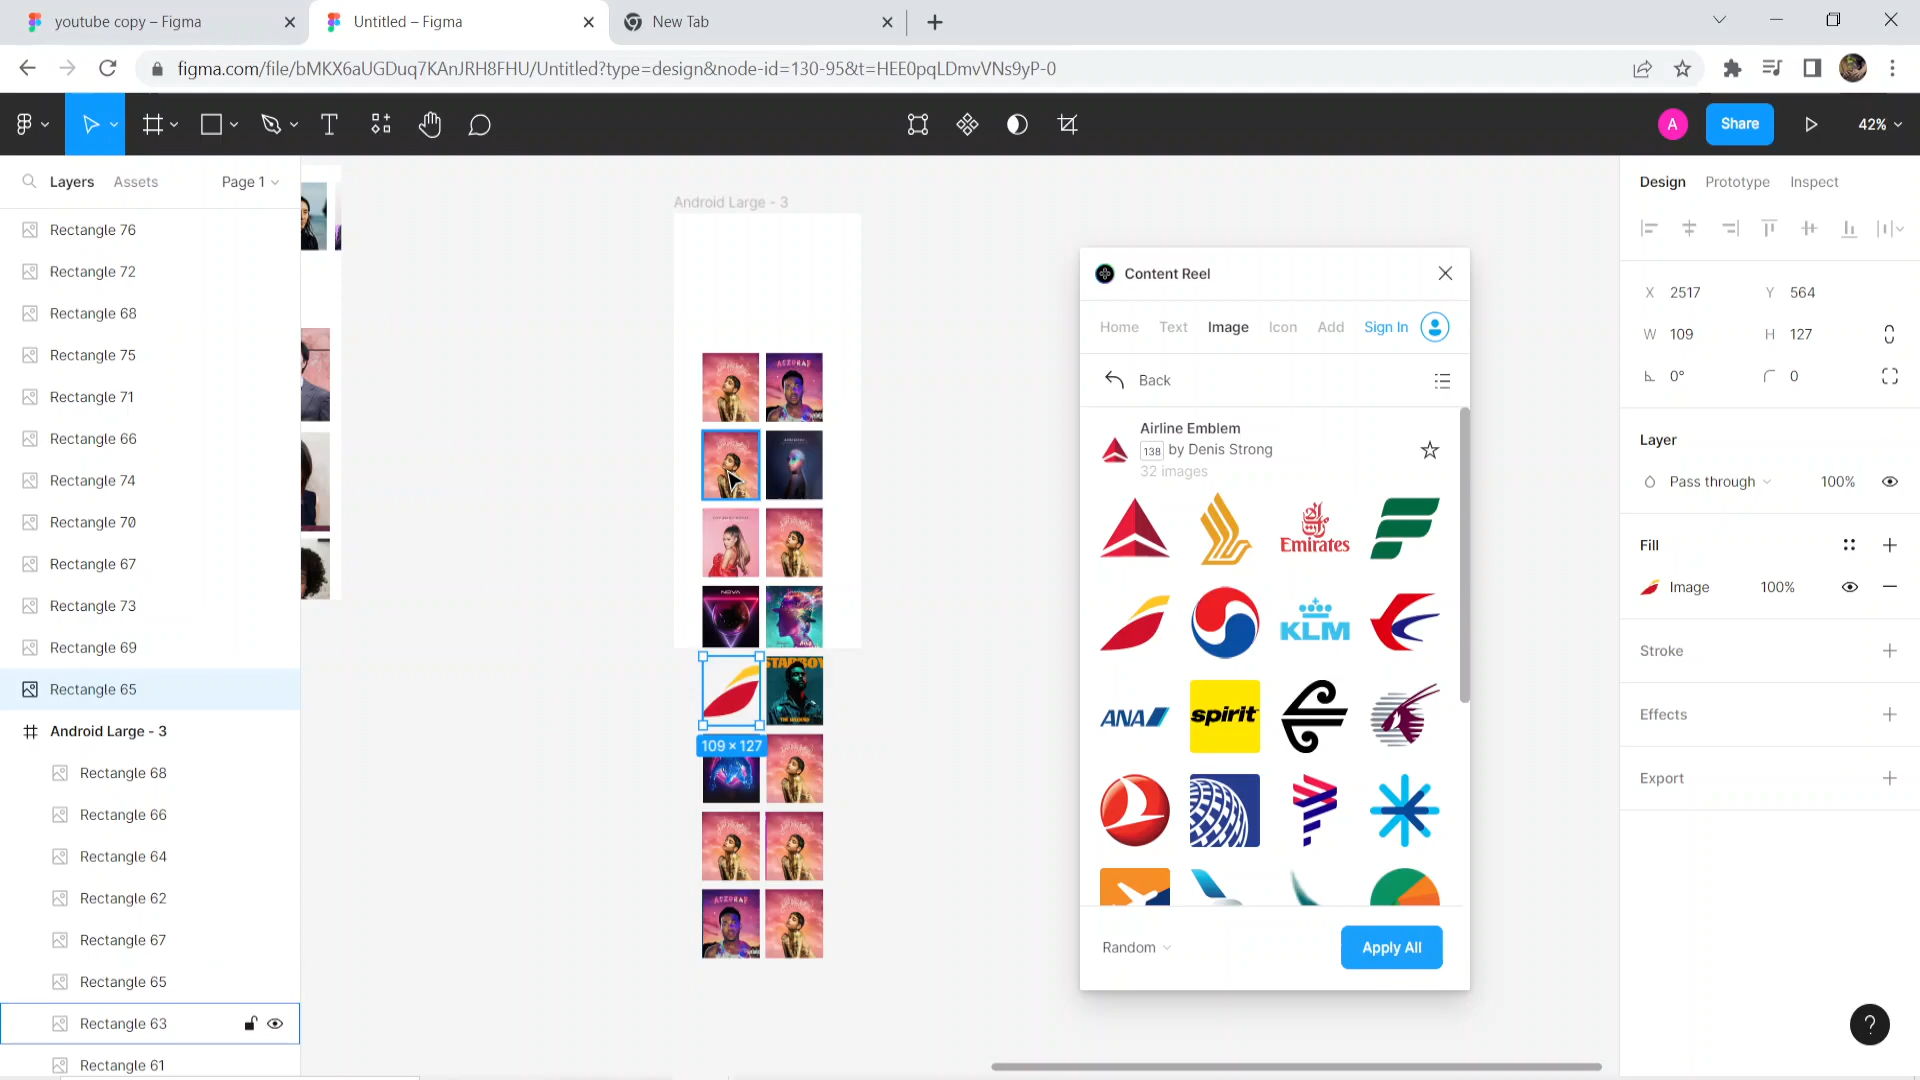 youtube copy – Figma
Untitled – Figma
New Tab
figma.com/file/bMKX6aUGDuq7KAnJRH8FHU/Untitled?type=design&node-id=130-95&t=HEE0pqLDmvVNs9yP-0
A
Share
42%
Layers
Assets
Page 1
Rectangle 76
Rectangle 72
Rectangle 68
Rectangle 75
Rectangle 71
Rectangle 66
Rectangle 74
Rectangle 70
Rectangle 67
Rectangle 73
Rectangle 69
Rectangle 65
Android Large - 3
Rectangle 68
Rectangle 66
Rectangle 64
Rectangle 62
Rectangle 67
Rectangle 65
Rectangle 63
Rectangle 61
Android Large - 3
STARBOY
109 × 127
Content Reel
Home
Text
Image
Icon
Add
Sign In
Back
Airline Emblem
138 by Denis Strong
32 images
Emirates
KLM
ANA
spirit
Random
Apply All
Design
Prototype
Inspect
X 2517
Y 564
W 109
H 127
0°
0
Layer
Pass through
100%
Fill
Image
100%
Stroke
Effects
Export
?